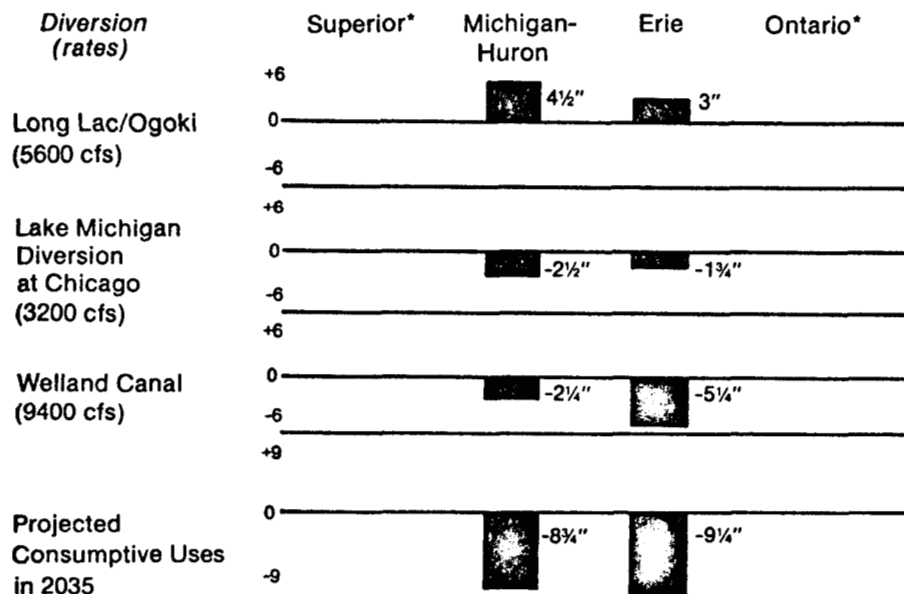 Diversion (rates)
Superior*
Michigan-Huron
Erie
Ontario*
Long Lac/Ogoki
(5600 cfs)
+6
0
-6
4½"
3"
Lake Michigan
Diversion
at Chicago
(3200 cfs)
+6
0
-6
-2½"
-1¾"
Welland Canal
(9400 cfs)
+6
0
-6
-2¼"
-5¼"
Projected
Consumptive Uses
in 2035
+9
0
-9
-8¾"
-9¼"